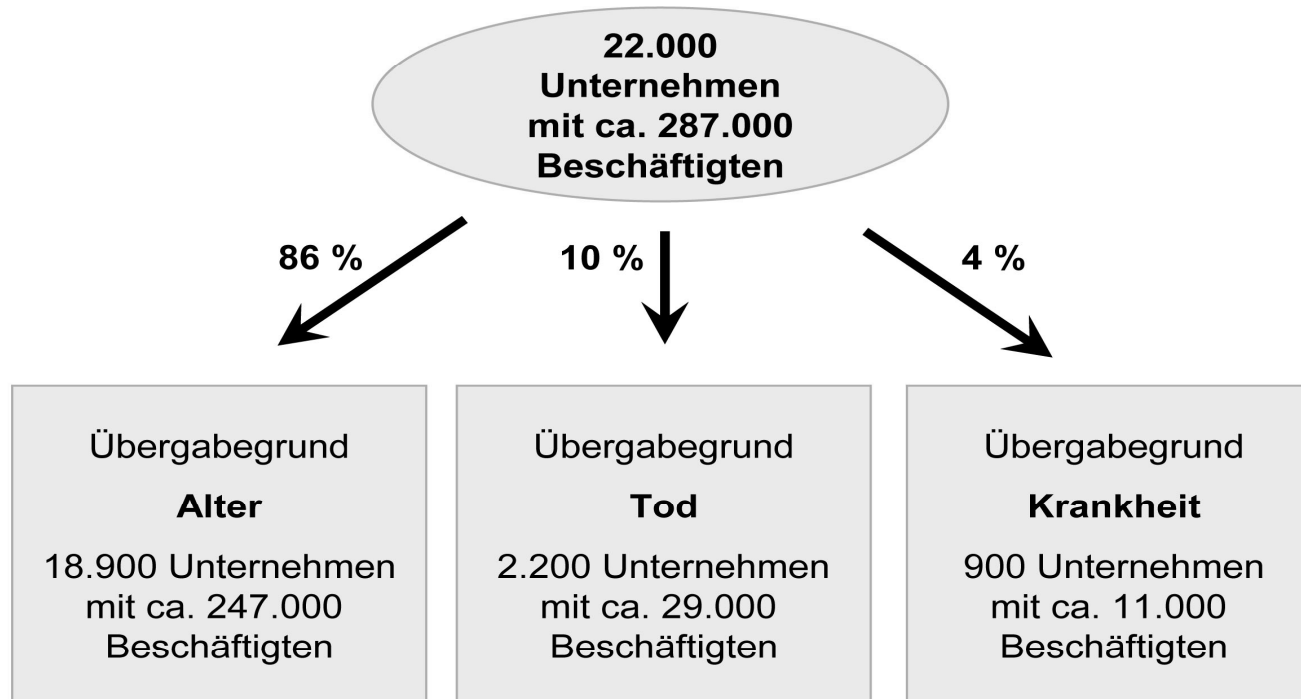 22.000
Unternehmen
mit ca. 287.000
Beschäftigten
86 %
10 %
4 %
Übergabegrund
Alter
18.900 Unternehmen
mit ca. 247.000
Beschäftigten
Übergabegrund
Tod
2.200 Unternehmen
mit ca. 29.000
Beschäftigten
Übergabegrund
Krankheit
900 Unternehmen
mit ca. 11.000
Beschäftigten